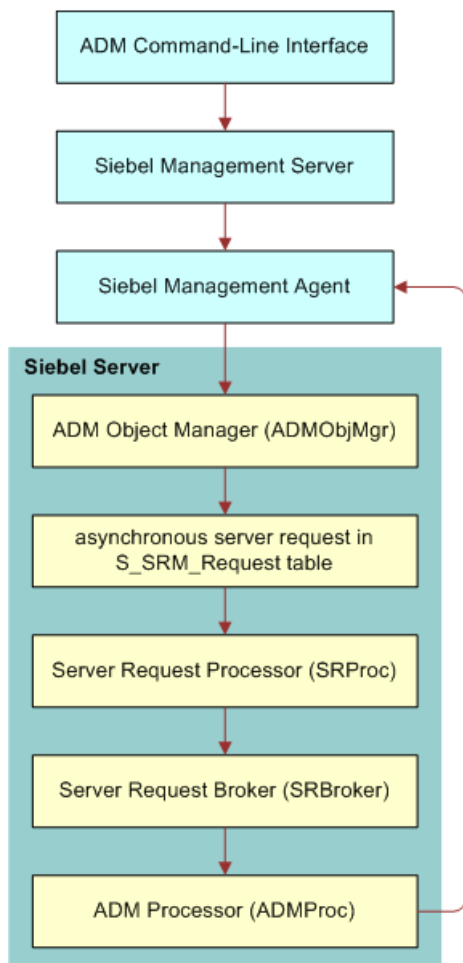 ADM Command-Line Interface
Siebel Management Server
Siebel Management Agent
Siebel Server
ADM Object Manager (ADMObjMgr)
asynchronous server request in
S_SRM_Request table
Server Request Processor (SRProc)
Server Request Broker (SRBroker)
ADM Processor (ADMProc)